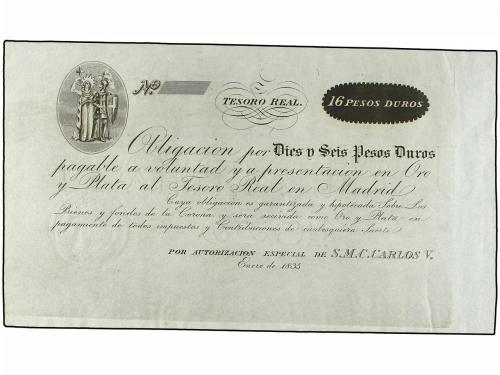 Nº
TESORO REAL.
16 PESOS DUROS
Obligacion por Dies y Seis Pesos Duros
pagable a voluntad y a presentacion en Oro
y Plata al Tesoro Real en Madrid
Cuya obligacion es garantizada y hipotecada Sobre Los
Bienes y fondos de la Corona y sera recivida como Oro y Plata en
pagamento de todos impuestos y Contribuciones de cualesquiera Suerte
POR AUTORIZACION ESPECIAL DE S.M.C. CARLOS V.
Enero de 1835